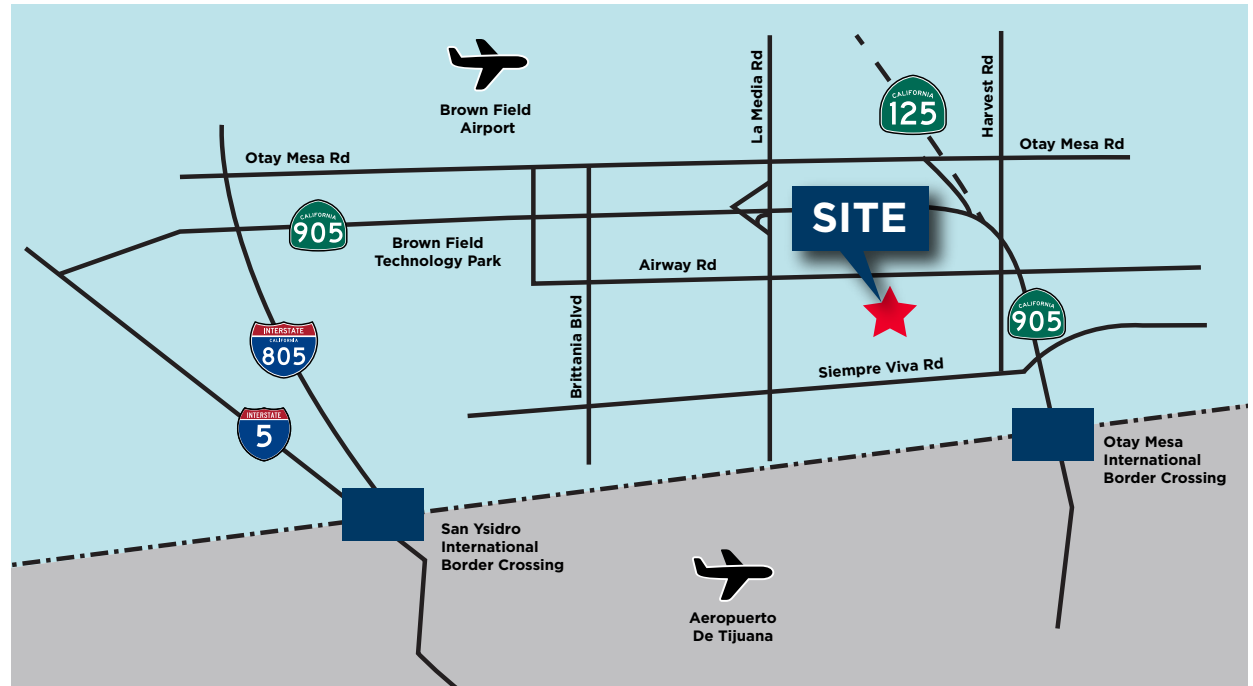 Brown Field
Airport
La Media Rd
CALIFORNIA
125
Harvest Rd
Otay Mesa Rd
Otay Mesa Rd
CALIFORNIA
905
Brown Field
Technology Park
SITE
Airway Rd
CALIFORNIA
905
INTERSTATE
CALIFORNIA
805
Brittania Blvd
Siempre Viva Rd
INTERSTATE
5
Otay Mesa
International
Border Crossing
San Ysidro
International
Border Crossing
Aeropuerto
De Tijuana